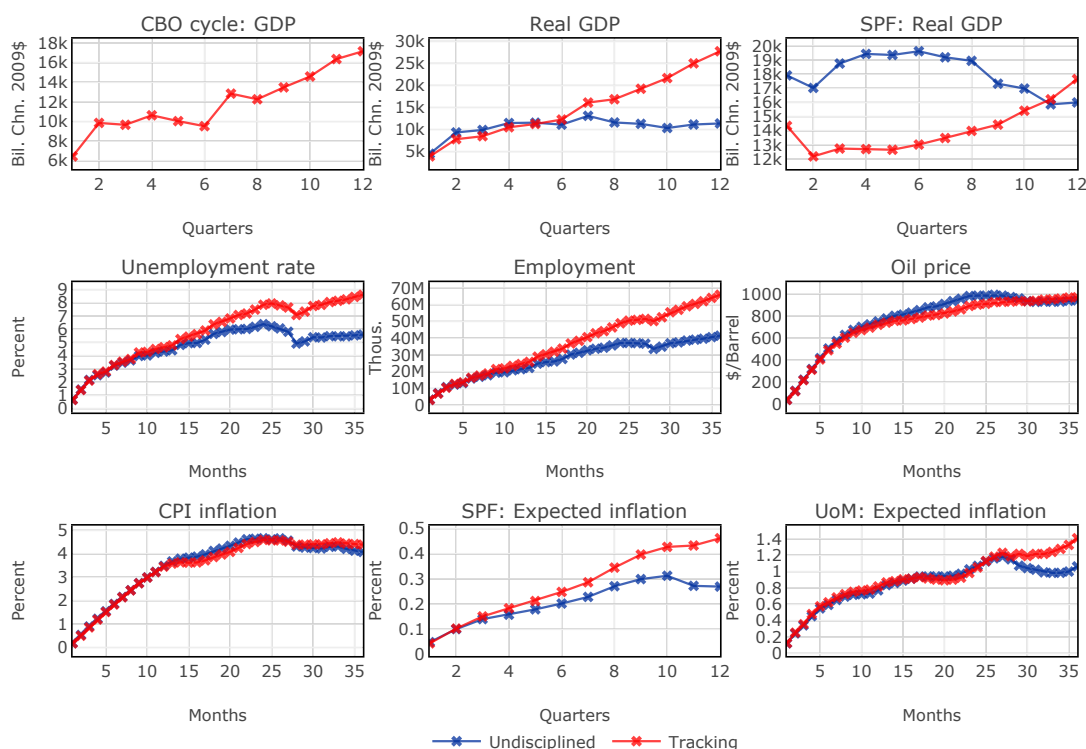 CBO cycle: GDP
Bil. Chn. 2009$
18k
16k
14k
12k
10k
8k
6k
2 4 6 8 10 12
Quarters
Real GDP
Bil. Chn. 2009$
30k
25k
20k
15k
10k
5k
2 4 6 8 10 12
Quarters
SPF: Real GDP
Bil. Chn. 2009$
20k
19k
18k
17k
16k
15k
14k
13k
12k
2 4 6 8 10 12
Quarters
Unemployment rate
Percent
9
8
7
6
5
4
3
2
1
0
5 10 15 20 25 30 35
Months
Employment
Thous.
70M
60M
50M
40M
30M
20M
10M
0
5 10 15 20 25 30 35
Months
Oil price
$/Barrel
1000
800
600
400
200
0
5 10 15 20 25 30 35
Months
CPI inflation
Percent
5
4
3
2
1
0
5 10 15 20 25 30 35
Months
SPF: Expected inflation
Percent
0.5
0.4
0.3
0.2
0.1
0
2 4 6 8 10 12
Quarters
UoM: Expected inflation
Percent
1.4
1.2
1
0.8
0.6
0.4
0.2
0
5 10 15 20 25 30 35
Months
Undisciplined Tracking